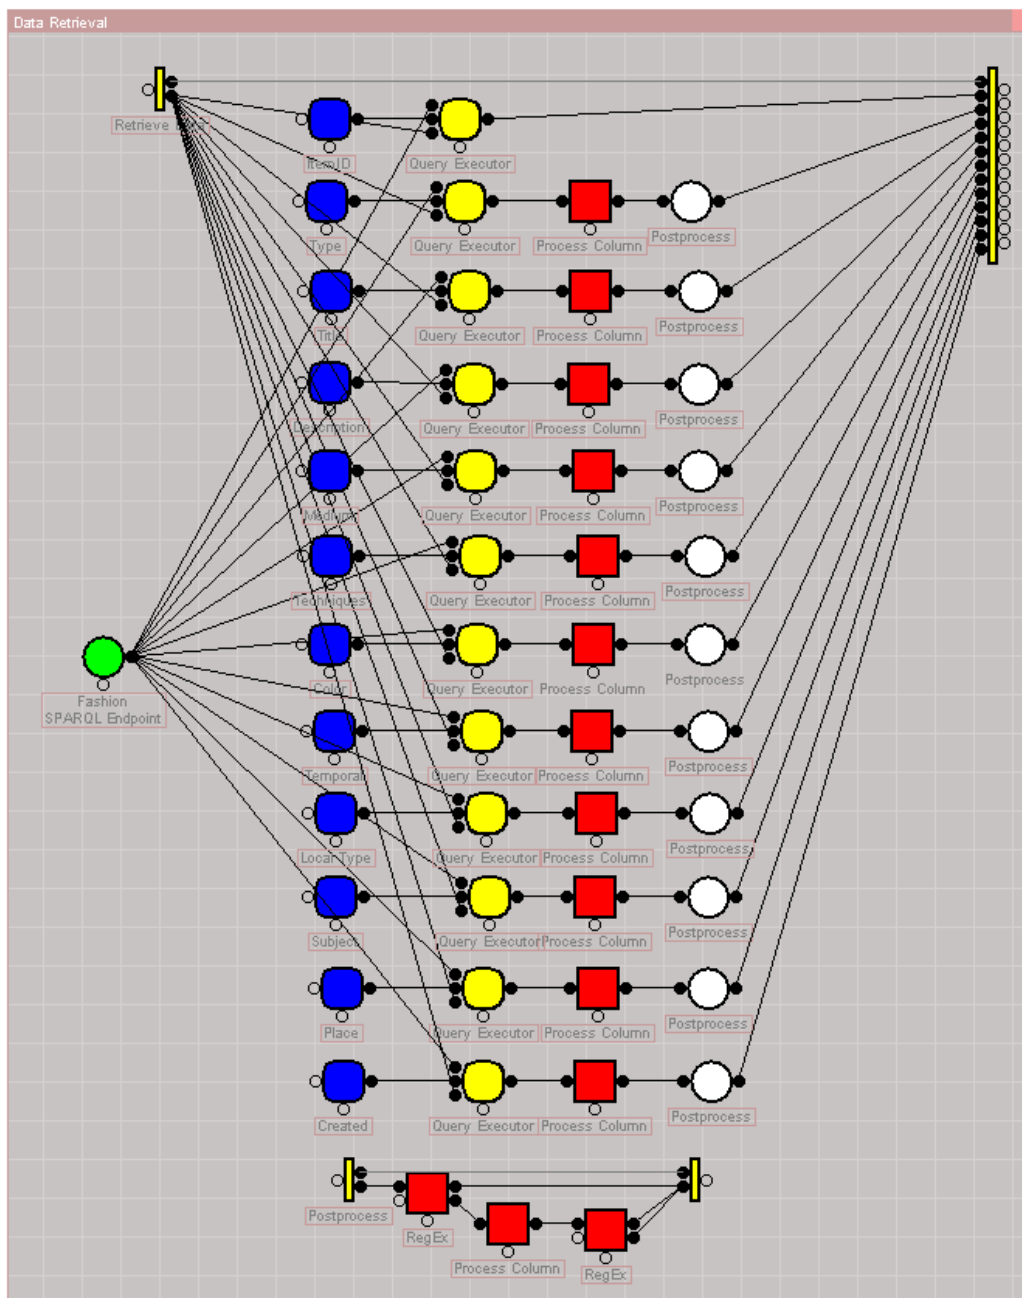 Data Retrieval
Retrieve Data
ItemID
Query Executor
Type
Query Executor
Process Column
Postprocess
Title
Query Executor
Process Column
Postprocess
Description
Query Executor
Process Column
Postprocess
Medium
Query Executor
Process Column
Postprocess
Techniques
Query Executor
Process Column
Postprocess
Color
Query Executor
Process Column
Postprocess
Fashion
SPARQL Endpoint
Temporal
Query Executor
Process Column
Postprocess
Local Type
Query Executor
Process Column
Postprocess
Subject
Query Executor
Process Column
Postprocess
Place
Query Executor
Process Column
Postprocess
Created
Query Executor
Process Column
Postprocess
Postprocess
RegEx
Process Column
RegEx